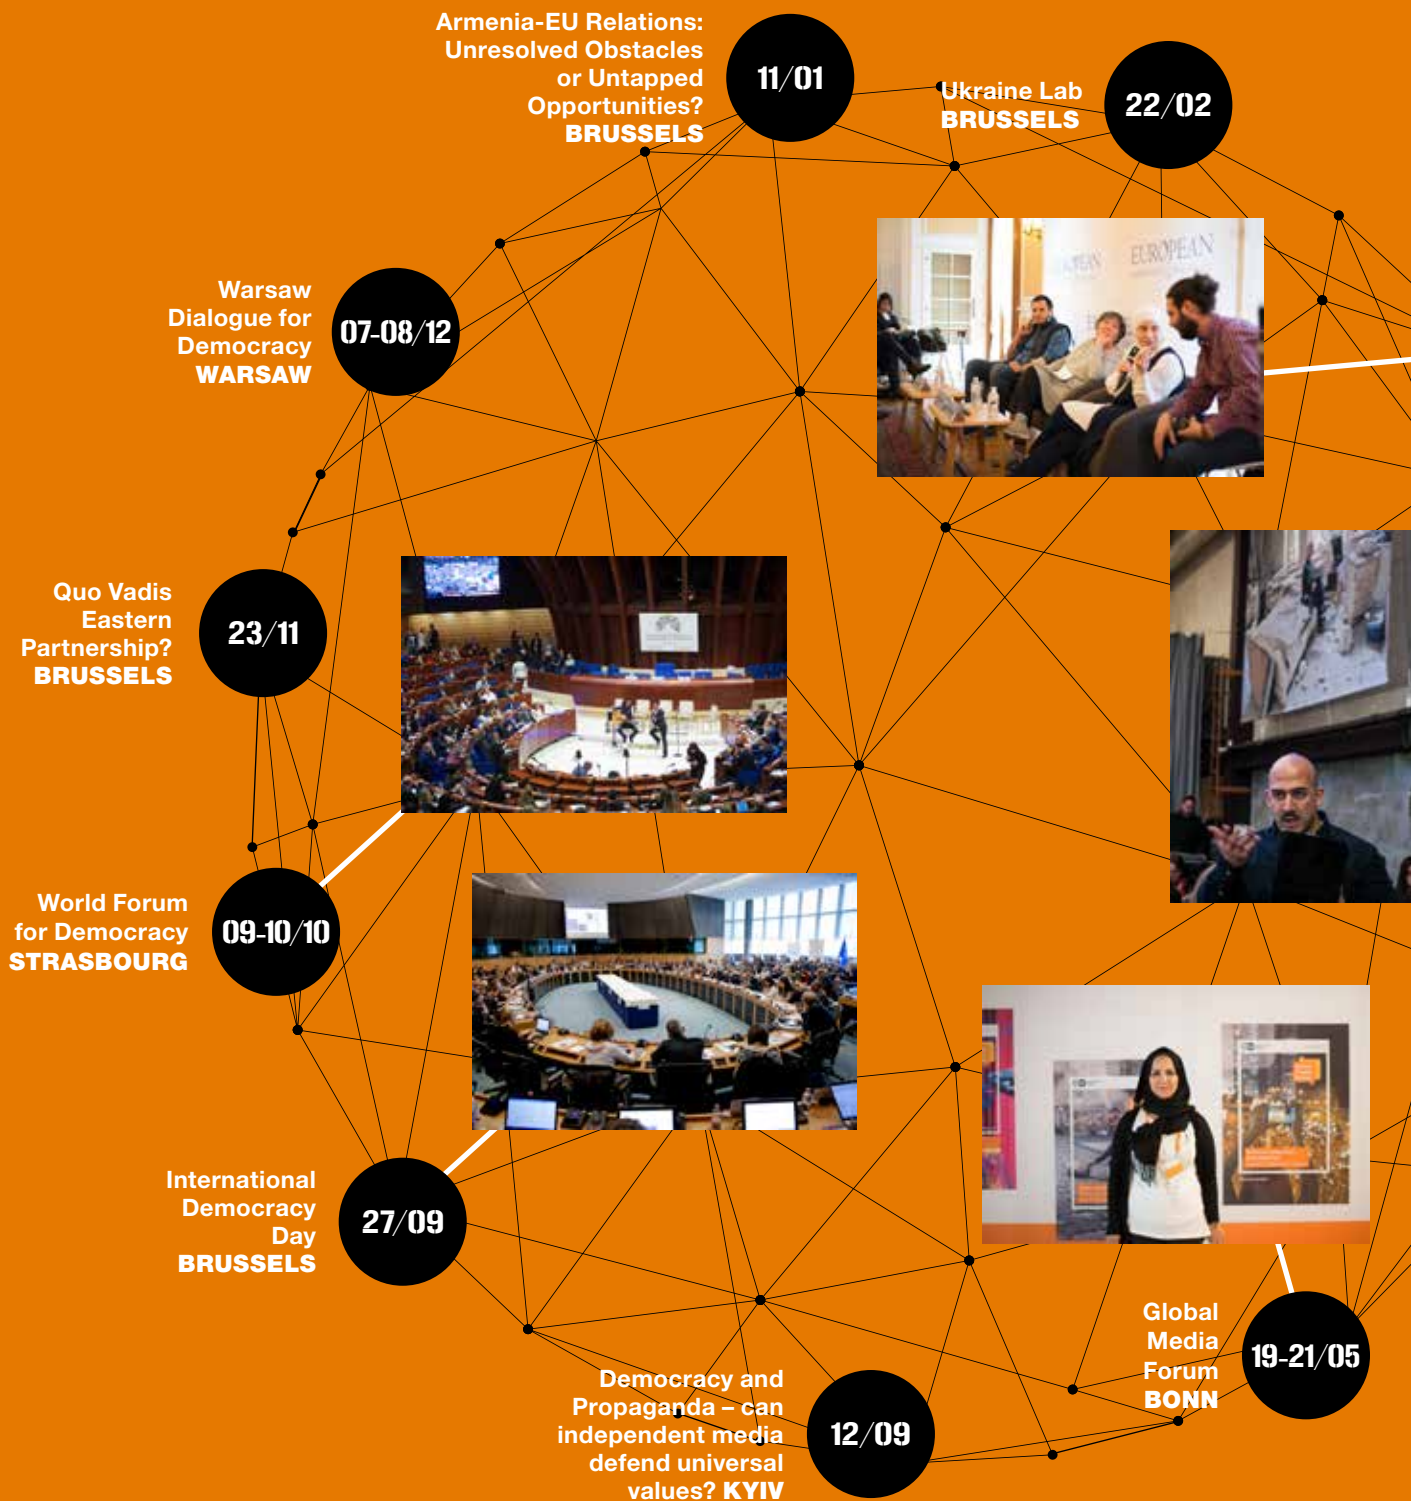 Armenia-EU Relations:
Unresolved Obstacles
or Untapped
Opportunities?
BRUSSELS
11/01
Ukraine Lab
BRUSSELS
22/02
EUROPEAN
Warsaw
Dialogue for
Democracy
WARSAW
07-08/12
Quo Vadis
Eastern
Partnership?
BRUSSELS
23/11
World Forum
for Democracy
STRASBOURG
09-10/10
International
Democracy
Day
BRUSSELS
27/09
Global
Media
Forum
BONN
19-21/05
Democracy and
Propaganda – can
independent media
defend universal
values? KYIV
12/09